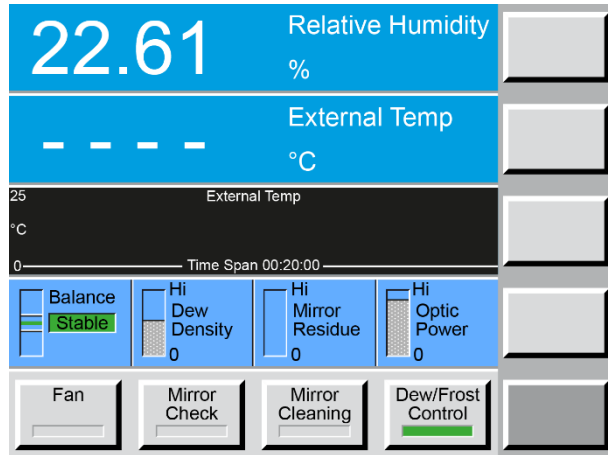 22.61
Relative Humidity
%
- - - -
External Temp
°C
25
External Temp
°C
0
Time Span 00:20:00
Balance
Stable
Hi
Dew
Density
0
Hi
Mirror
Residue
0
Hi
Optic
Power
0
Fan
Mirror
Check
Mirror
Cleaning
Dew/Frost
Control